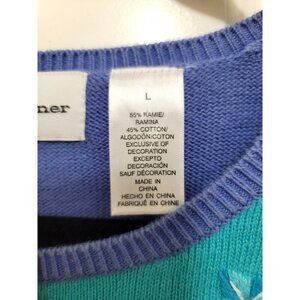 ner
L
55% RAMIE/
RAMINA
45% COTTON/
ALGODÓN/COTON
EXCLUSIVE OF
DECORATION
EXCEPTO
DECORACIÓN
SAUF DÉCORATION
MADE IN
CHINA
HECHO EN CHINA
FABRIQUÉ EN CHINE